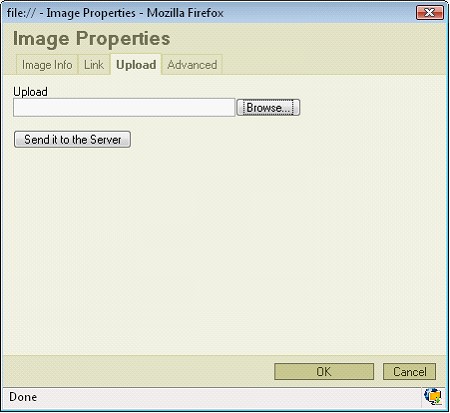 file:// - Image Properties - Mozilla Firefox
Image Properties
Image Info Link Upload Advanced
Upload
Browse...
Send it to the Server
OK Cancel
Done